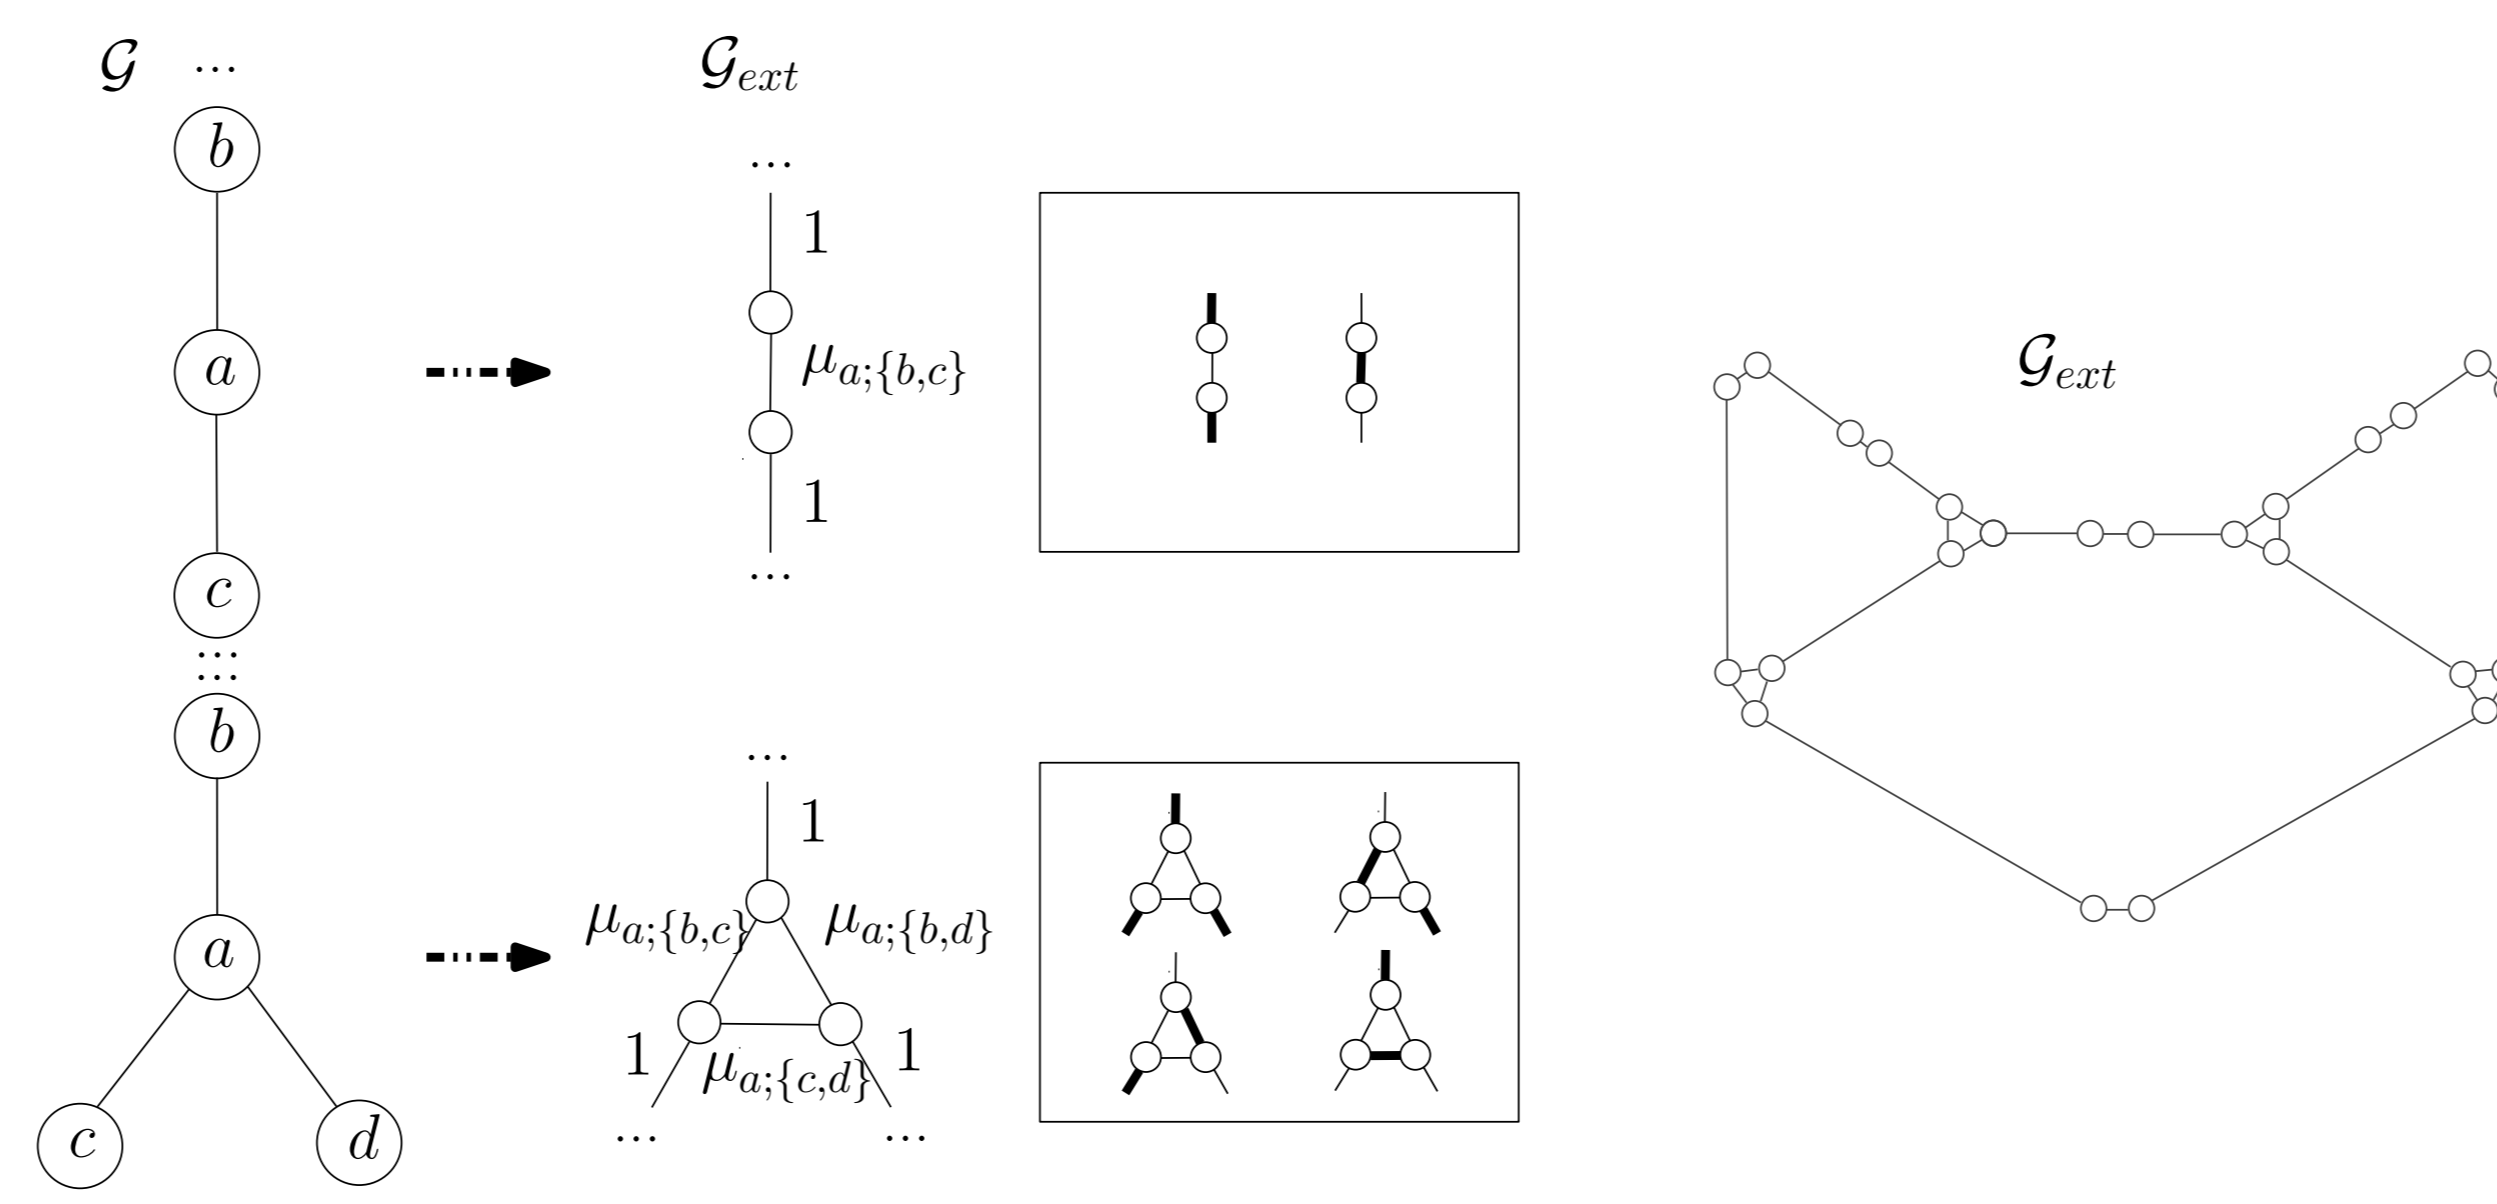 𝒢 ...
b
a
c
...
...
b
a
c
d
𝒢_ext
...
1
μ_{a;{b,c}}
1
...
...
1
μ_{a;{b,c}} μ_{a;{b,d}}
1 μ_{a;{c,d}} 1
... ...
𝒢_ext